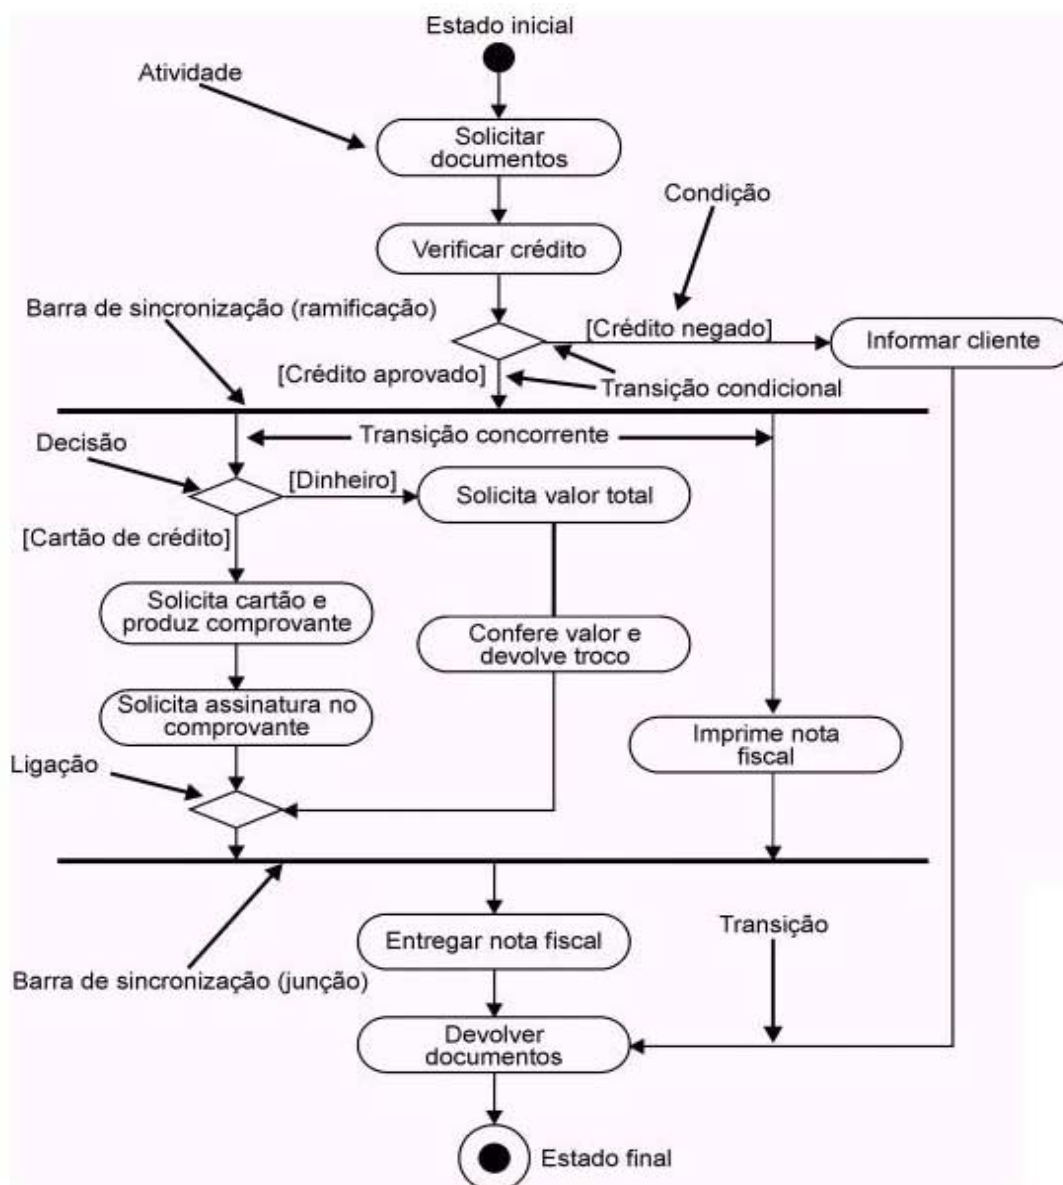 Estado inicial
Atividade
Solicitar
documentos
Condição
Verificar crédito
Barra de sincronização (ramificação)
[Crédito negado]
Informar cliente
[Crédito aprovado]
Transição condicional
Transição concorrente
Decisão
[Dinheiro]
Solicita valor total
[Cartão de crédito]
Solicita cartão e
produz comprovante
Confere valor e
devolve troco
Solicita assinatura no
comprovante
Imprime nota
fiscal
Ligação
Transição
Entregar nota fiscal
Barra de sincronização (junção)
Devolver
documentos
Estado final